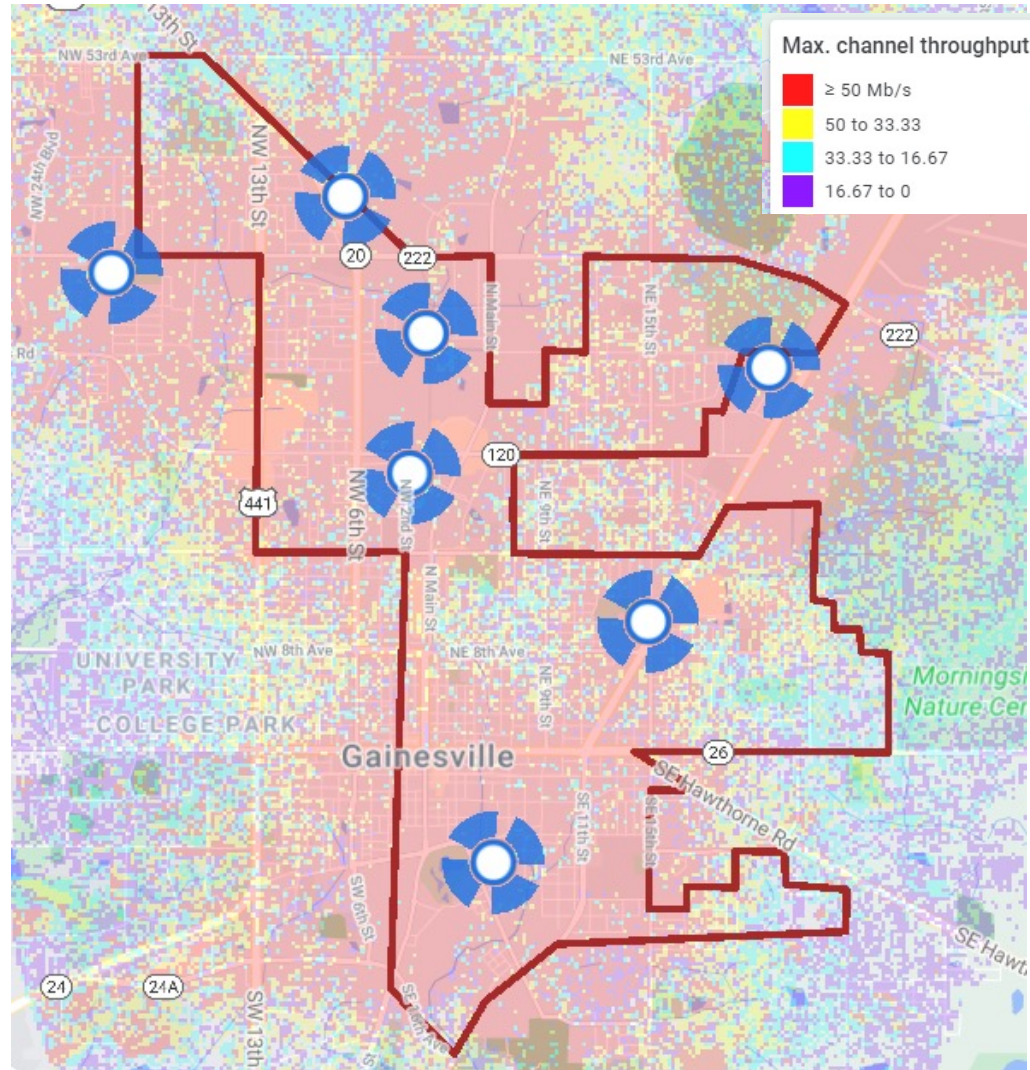 13th St
NW 53rd Ave
NE 53rd Ave
Max. channel throughput
≥ 50 Mb/s
50 to 33.33
33.33 to 16.67
16.67 to 0
NW 24th Blvd
NW 13th St
20
222
N Main St
NE 15th St
222
Rd
120
441
NW 6th St
NW 2nd St
NE 9th St
N Main St
UNIVERSITY
PARK
NW 8th Ave
NE 8th Ave
NE 9th St
COLLEGE PARK
Morningsi
Nature Cen
Gainesville
26
SE Hawthorne Rd
SE 11th St
SE 15th St
SW 6th St
SE Hawt
24
24A
SW 13th
SE 16th Ave